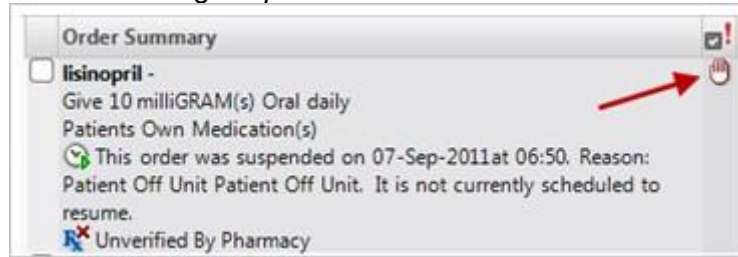 Order Summary !
lisinopril -
Give 10 milliGRAM(s) Oral daily
Patients Own Medication(s)
This order was suspended on 07-Sep-2011at 06:50. Reason:
Patient Off Unit Patient Off Unit. It is not currently scheduled to
resume.
Unverified By Pharmacy